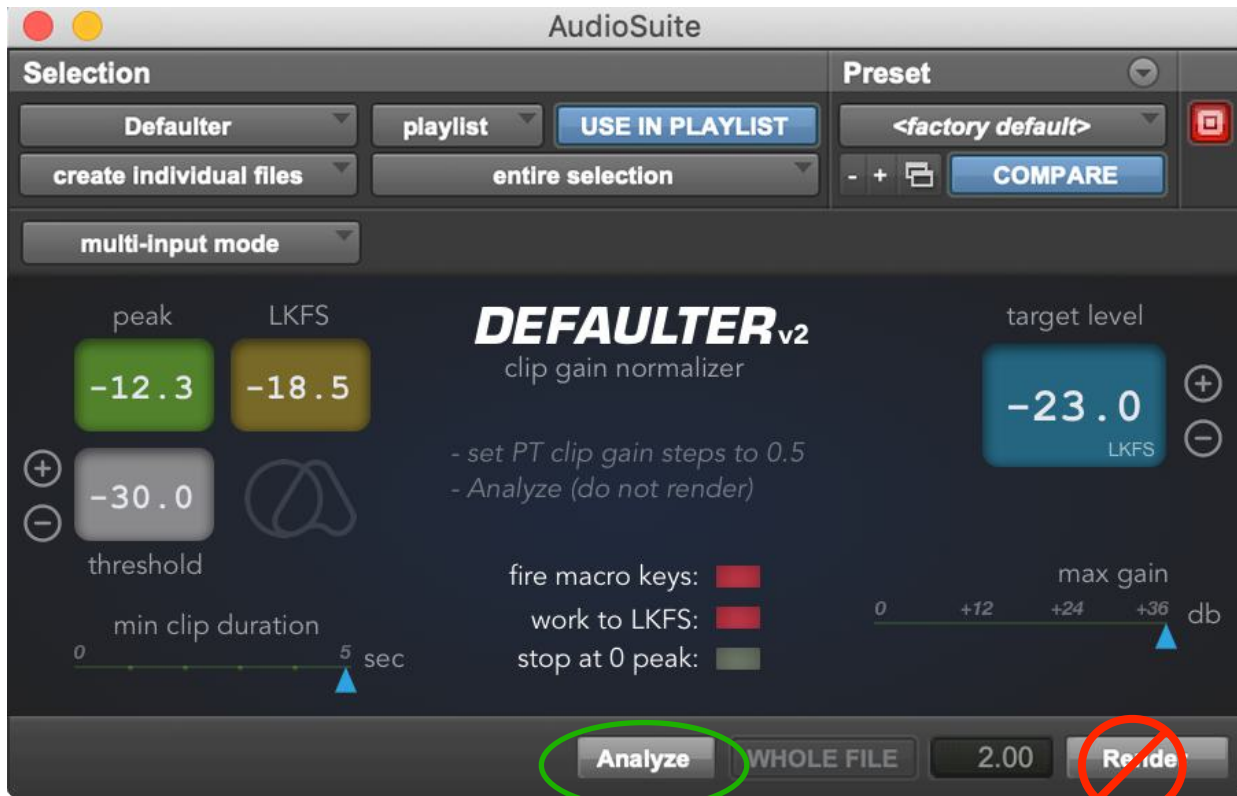 AudioSuite
Selection
Preset
Defaulter
playlist
USE IN PLAYLIST
<factory default>
create individual files
entire selection
- +
COMPARE
multi-input mode
peak
LKFS
DEFAULTER v2
target level
-12.3
-18.5
clip gain normalizer
-23.0
LKFS
- set PT clip gain steps to 0.5
- Analyze (do not render)
-30.0
threshold
fire macro keys:
max gain
work to LKFS:
0 +12 +24 +36 db
min clip duration
0 5 sec
stop at 0 peak:
Analyze
WHOLE FILE
2.00
Render